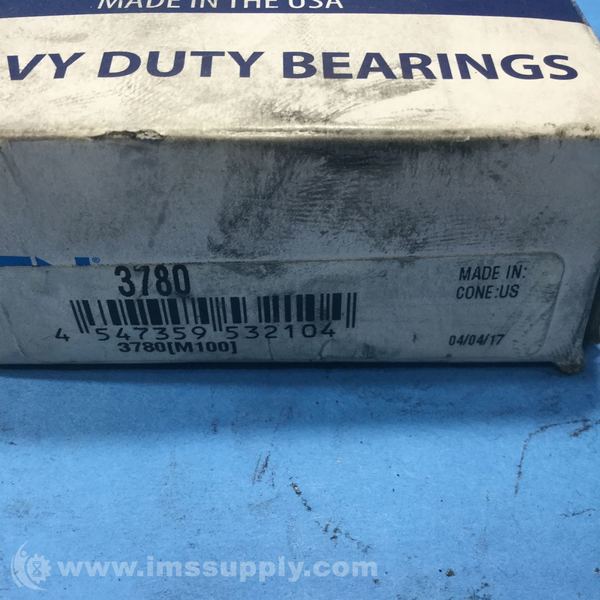 MADE IN THE USA
VY DUTY BEARINGS
3780
MADE IN:
CONE:US
4 547359 532104
3780[M100]
04/04/17
www.imssupply.com